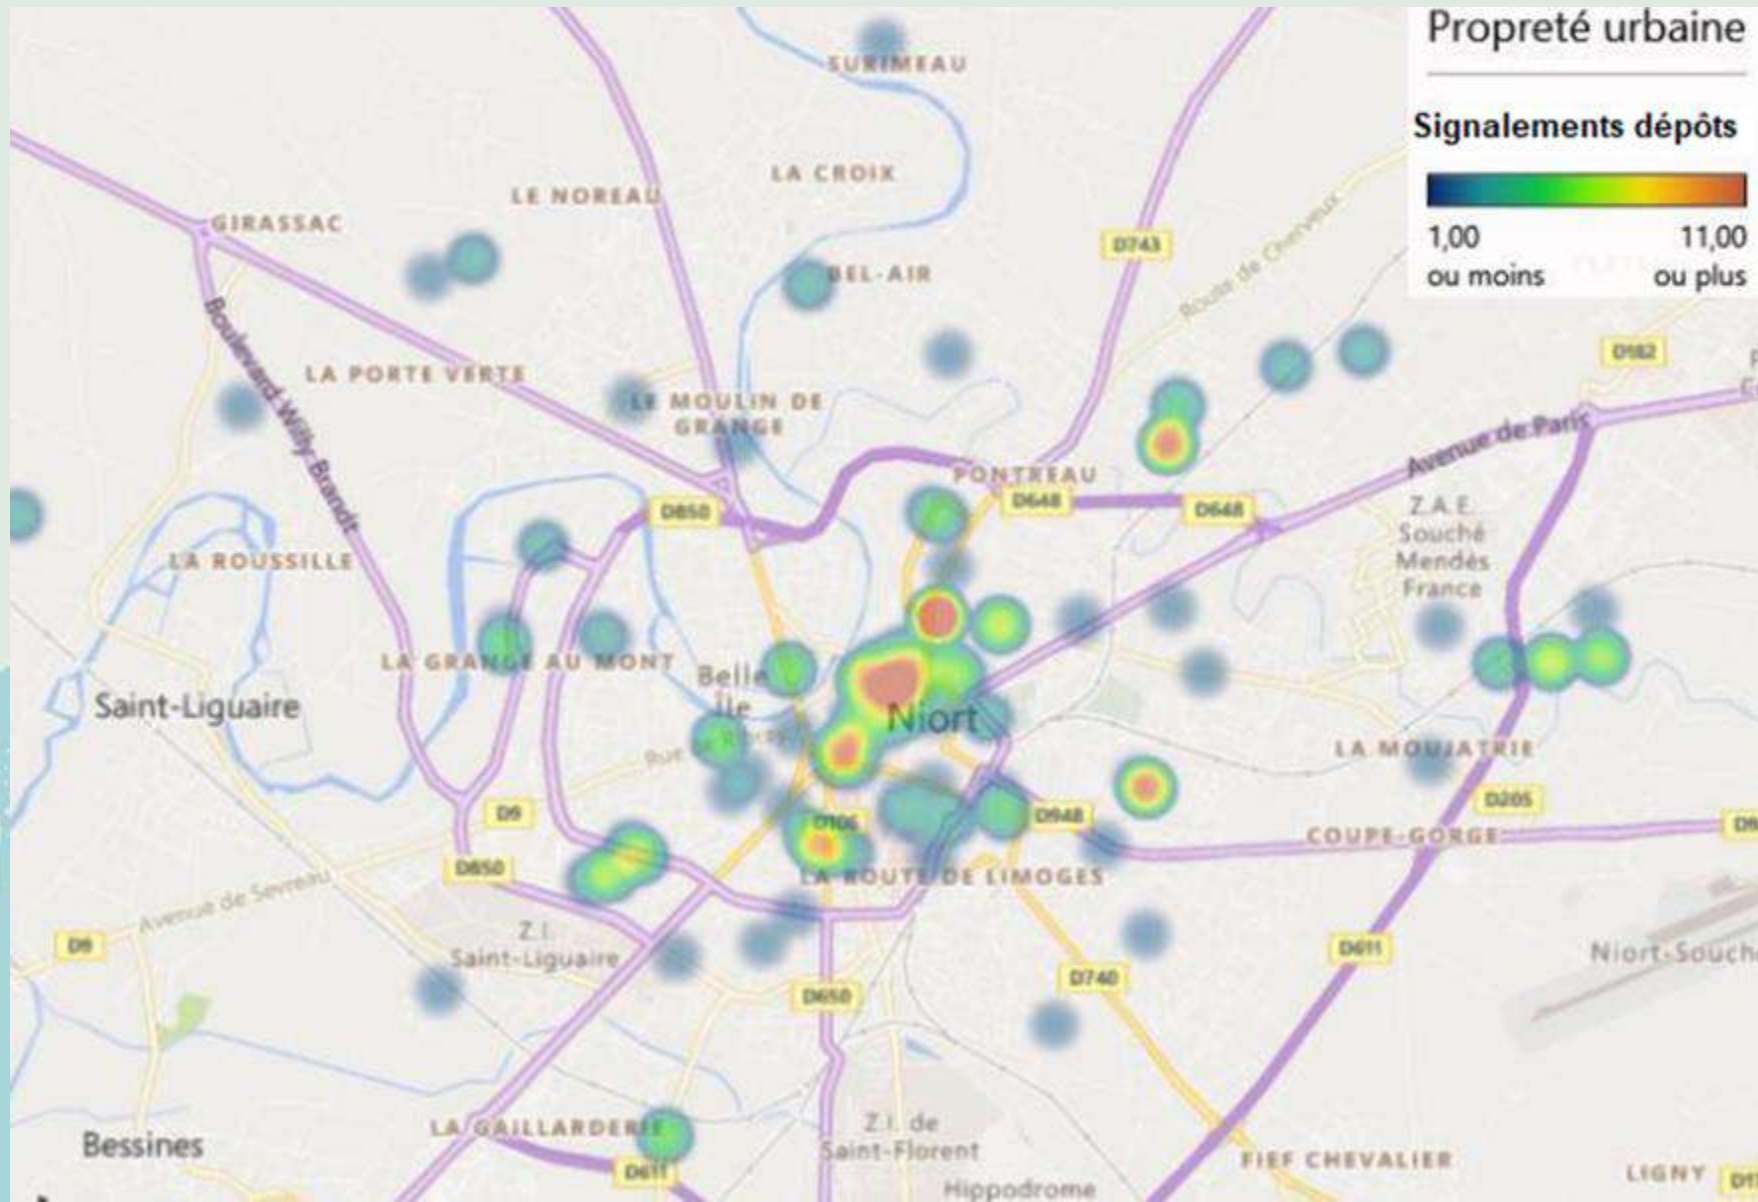 Propreté urbaine
Signalements dépôts
1,00
11,00
ou moins
ou plus
SURIMEAU
LA CROIX
LE NOREAU
GIRASSAC
D743
BEL-AIR
Route de Cherveux
Boulevard Willy Brandt
D182
LA PORTE VERTE
LE MOULIN DE
GRANGE
Avenue de Paris
PONTREAU
D850
D648
D648
Z.A.E.
Souché
Mendès
France
LA ROUSSILLE
LA GRANGE AU MONT
Belle
Île
Saint-Liguaire
Niort
Rue de
LA MOUJATRIE
D205
D9
D106
D948
COUPE-GORGE
D850
LA ROUTE DE LIMOGES
Avenue de Sevreau
D9
Z.I.
Saint-Liguaire
D611
Niort-Souch
D740
D650
LA GAILLARDERIE
Z.I. de
Saint-Florent
Bessines
D611
FIEF CHEVALIER
LIGNY
Hippodrome